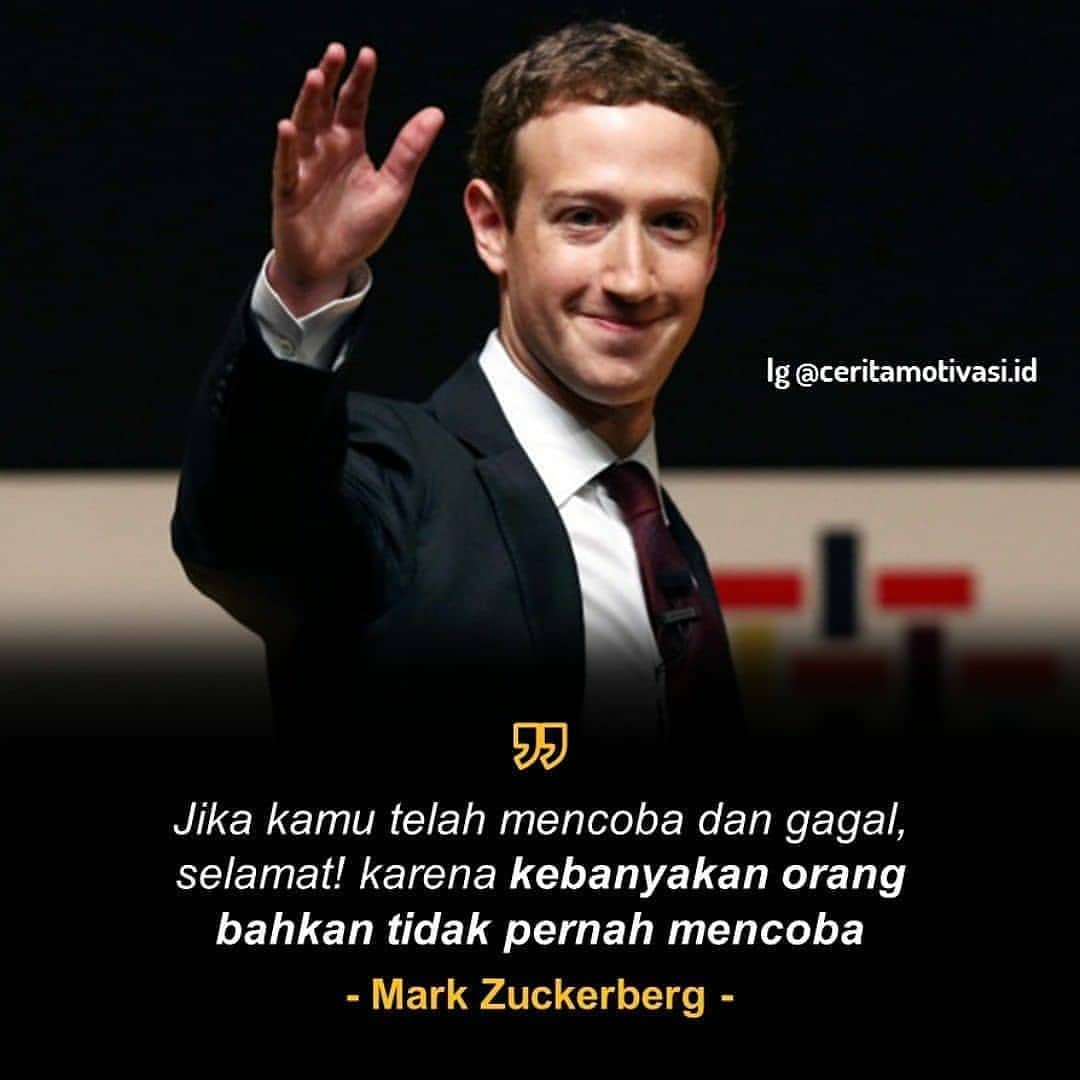 Ig @ceritamotivasi.id
Jika kamu telah mencoba dan gagal,
selamat! karena kebanyakan orang
bahkan tidak pernah mencoba
- Mark Zuckerberg -